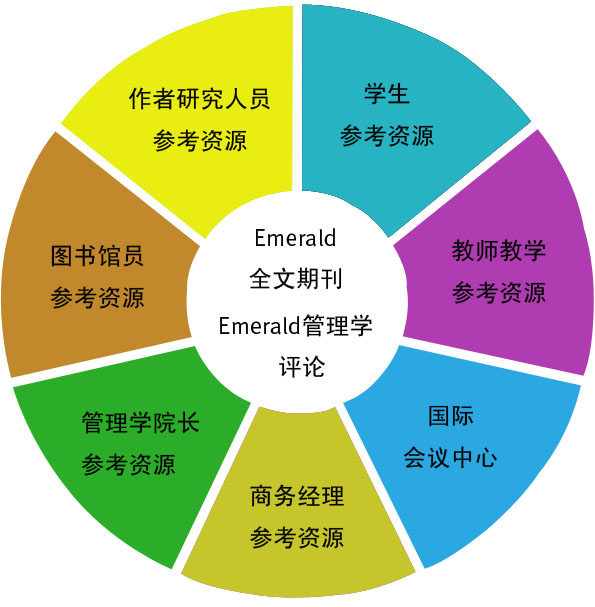 作者研究人员
参考资源
学生
参考资源
教师教学
参考资源
国际
会议中心
商务经理
参考资源
管理学院长
参考资源
图书馆员
参考资源
Emerald
全文期刊
Emerald管理学
评论